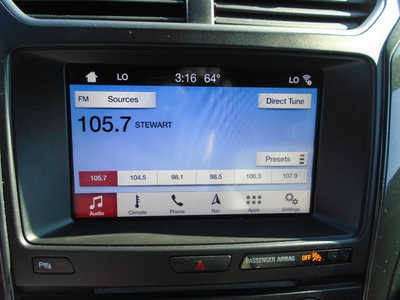 LO 3:16 64° LO
FM Sources Direct Tune
105.7 STEWART
Presets
105.7 104.5 98.1 98.5 106.3 107.9
Audio Climate Phone Nav Apps Settings
PASSENGER AIRBAG OFF